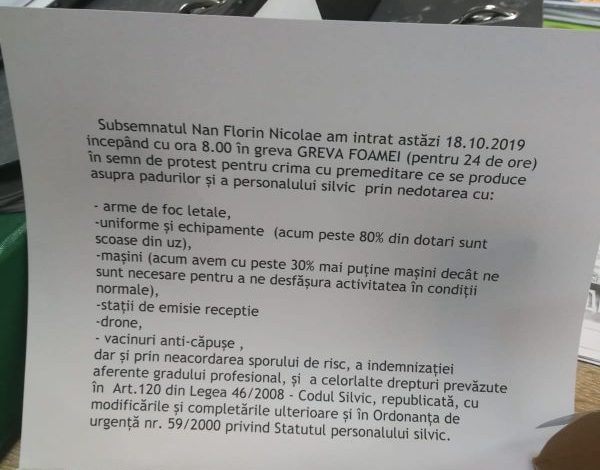 Subsemnatul Nan Florin Nicolae am intrat astăzi 18.10.2019
incepând cu ora 8.00 în greva GREVA FOAMEI (pentru 24 de ore)
în semn de protest pentru crima cu premeditare ce se produce
asupra padurilor și a personalului silvic prin nedotarea cu:
- arme de foc letale,
-uniforme și echipamente (acum peste 80% din dotari sunt
scoase din uz),
-mașini (acum avem cu peste 30% mai puține mașini decât ne
sunt necesare pentru a ne desfășura activitatea în condiții
normale),
-stații de emisie receptie
-drone,
- vacinuri anti-căpușe ,
dar și prin neacordarea sporului de risc, a indemnizației
aferente gradului profesional, și a celorlalte drepturi prevăzute
în Art.120 din Legea 46/2008 - Codul Silvic, republicată, cu
modificările și completările ulterioare și în Ordonanța de
urgență nr. 59/2000 privind Statutul personalului silvic.